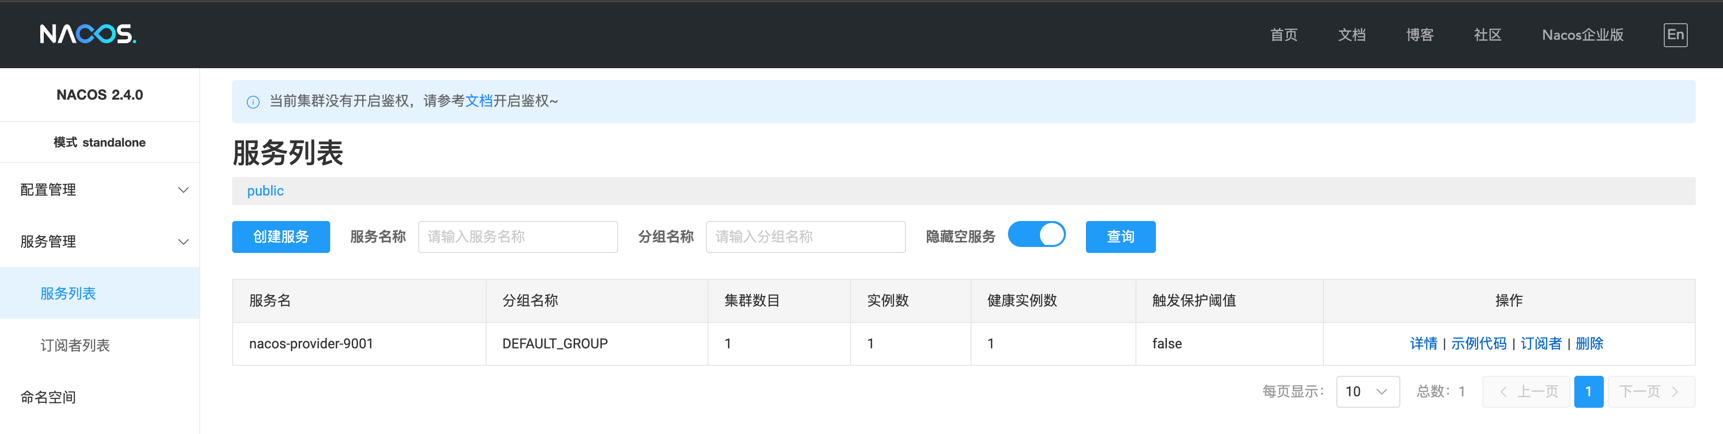 NACOS.
首页 文档 博客 社区 Nacos企业版 En
NACOS 2.4.0
模式 standalone
配置管理
服务管理
服务列表
订阅者列表
命名空间
当前集群没有开启鉴权，请参考文档开启鉴权~
服务列表
public
创建服务 服务名称 请输入服务名称 分组名称 请输入分组名称 隐藏空服务 查询
服务名 分组名称 集群数目 实例数 健康实例数 触发保护阈值 操作
nacos-provider-9001 DEFAULT_GROUP 1 1 1 false 详情 | 示例代码 | 订阅者 | 删除
每页显示： 10 总数：1 上一页 1 下一页